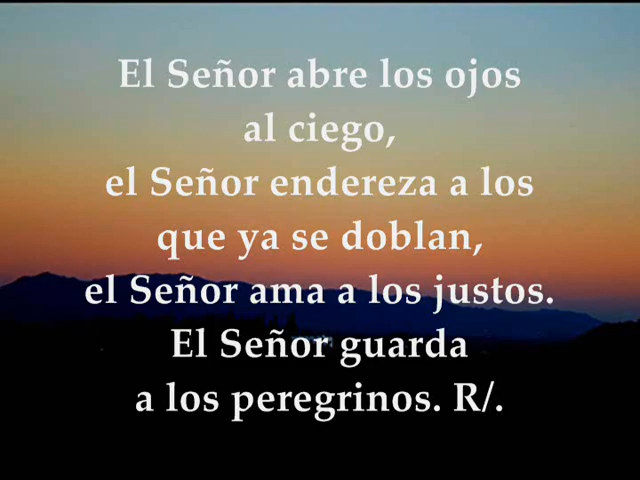 El Señor abre los ojos
al ciego,
el Señor endereza a los
que ya se doblan,
el Señor ama a los justos.
El Señor guarda
a los peregrinos. R/.